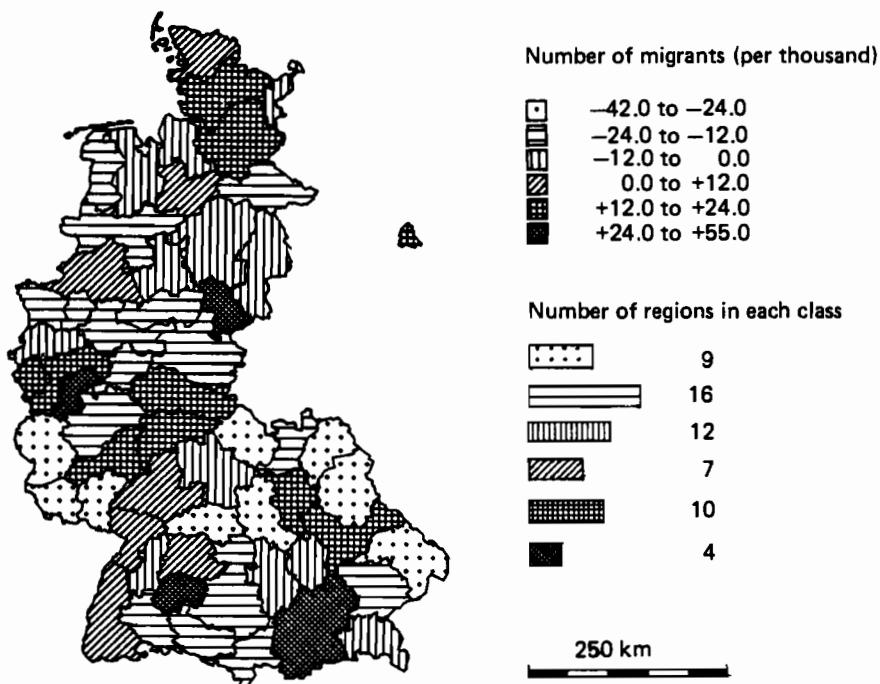 Number of migrants (per thousand)
−42.0 to −24.0
−24.0 to −12.0
−12.0 to 0.0
0.0 to +12.0
+12.0 to +24.0
+24.0 to +55.0
Number of regions in each class
9
16
12
7
10
4
250 km